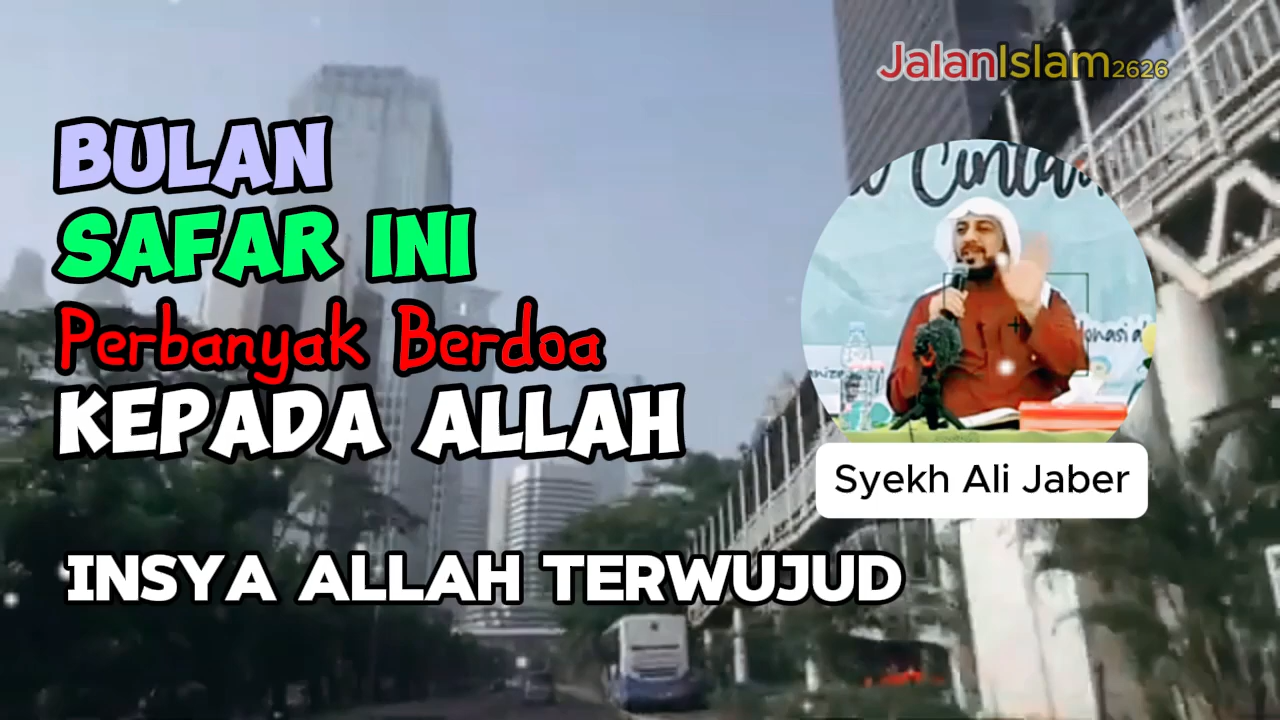 JalanIslam2626
BULAN
SAFAR INI
Perbanyak Berdoa
KEPADA ALLAH
Syekh Ali Jaber
INSYA ALLAH TERWUJUD